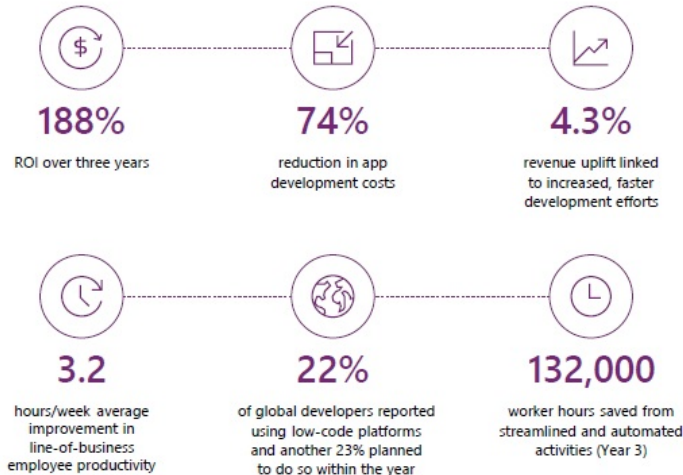 $
188%
ROI over three years
74%
reduction in app
development costs
4.3%
revenue uplift linked
to increased, faster
development efforts
3.2
hours/week average
improvement in
line-of-business
employee productivity
22%
of global developers reported
using low-code platforms
and another 23% planned
to do so within the year
132,000
worker hours saved from
streamlined and automated
activities (Year 3)